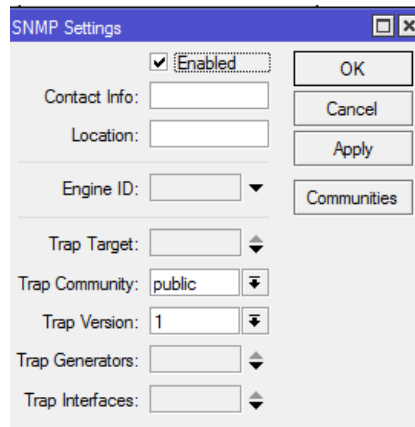 SNMP Settings
Enabled
OK
Contact Info:
Cancel
Location:
Apply
Engine ID:
Communities
Trap Target:
Trap Community: public
Trap Version: 1
Trap Generators:
Trap Interfaces: